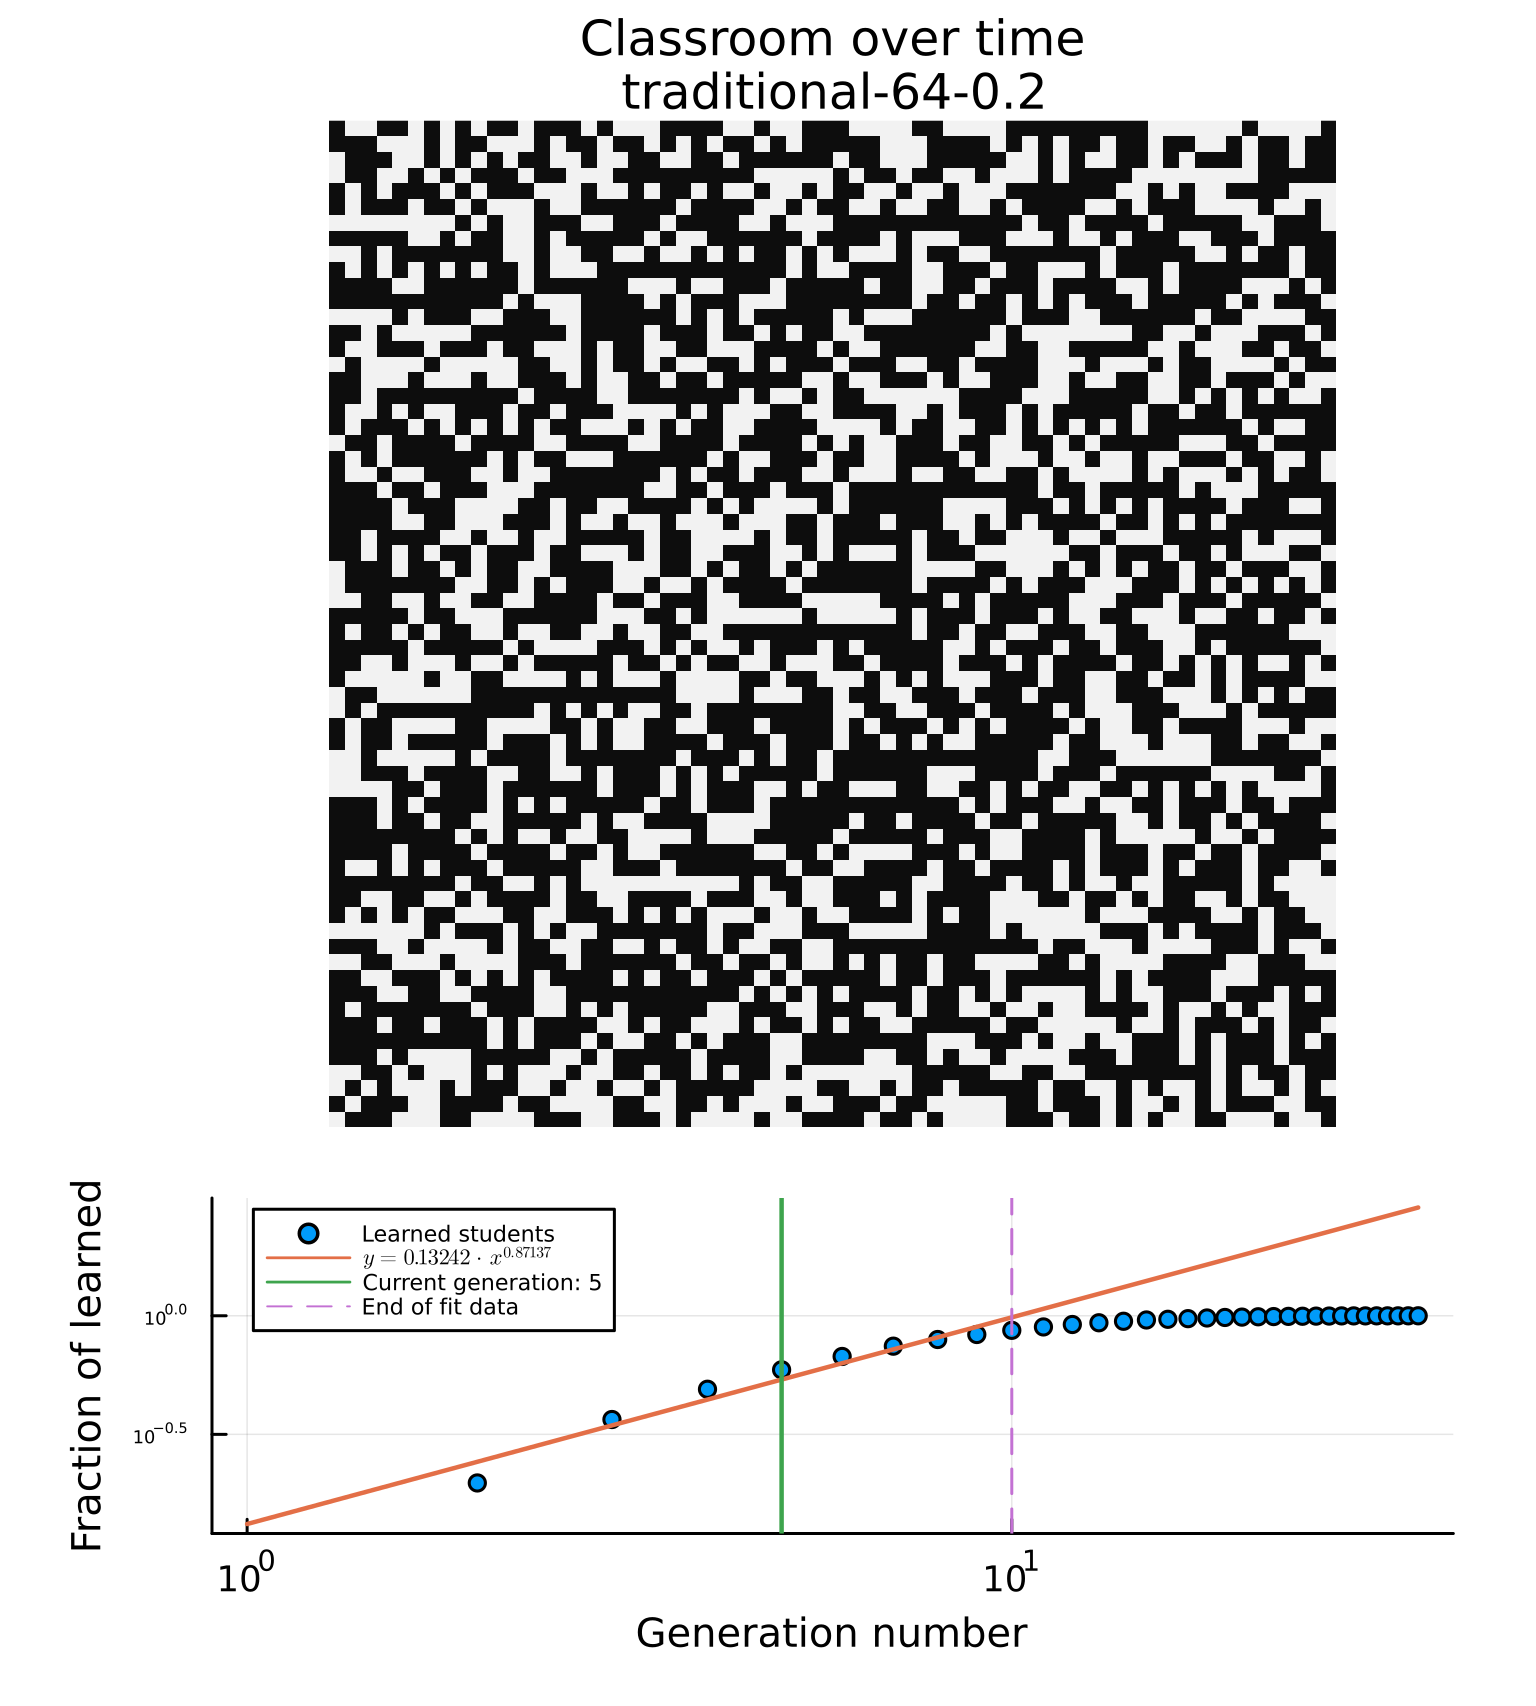 Classroom over time
traditional-64-0.2
Fraction of learned
Learned students
y = 0.13242 · x^0.87137
Current generation: 5
End of fit data
10^0.0
10^−0.5
10^0
10^1
Generation number